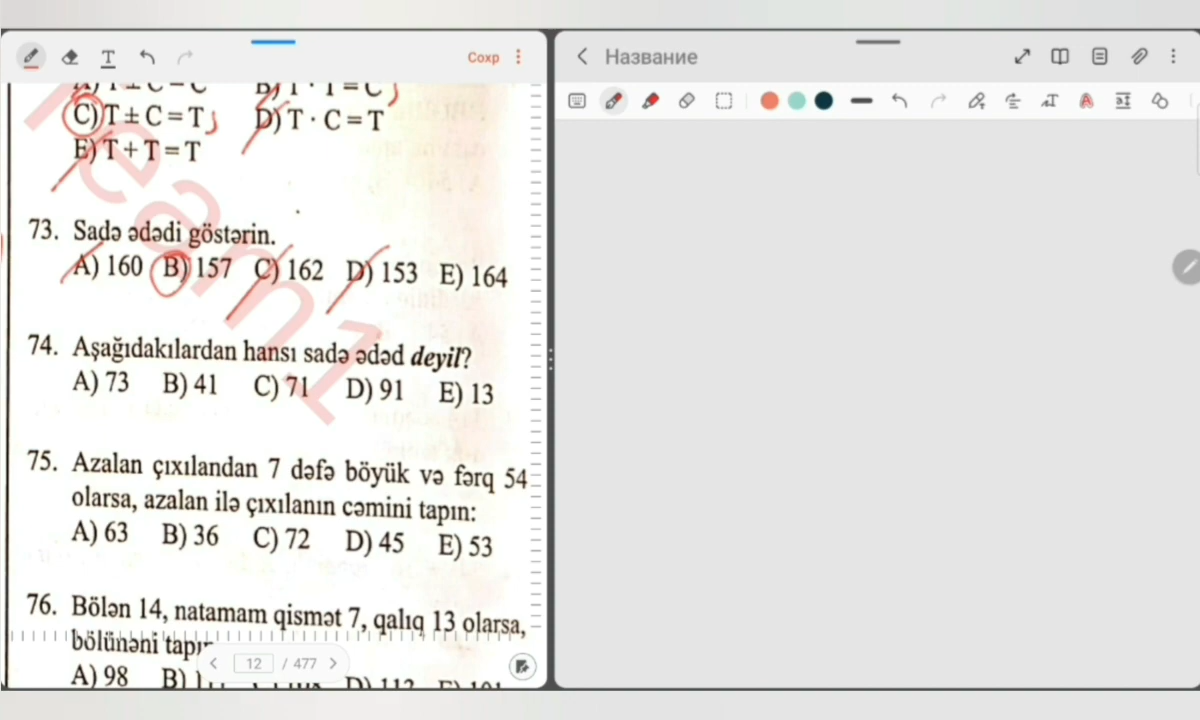 Сохр
Название
C) T ± C = T; D) T · C = T
E) T + T = T
73. Sadə ədədi göstərin.
A) 160 B) 157 C) 162 D) 153 E) 164
74. Aşağıdakılardan hansı sadə ədəd deyil?
A) 73 B) 41 C) 71 D) 91 E) 13
75. Azalan çıxılandan 7 dəfə böyük və fərq 54
olarsa, azalan ilə çıxılanın cəmini tapın:
A) 63 B) 36 C) 72 D) 45 E) 53
76. Bölən 14, natamam qismət 7, qalıq 13 olarsa,
bölünəni
12 / 477
A) 98